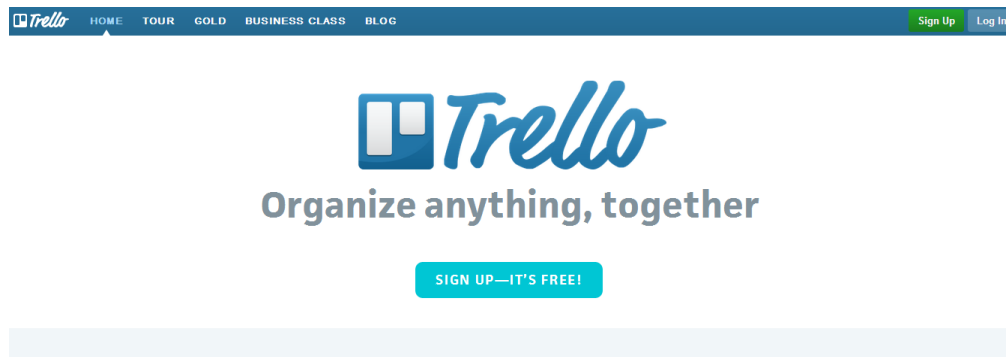 Trello HOME TOUR GOLD BUSINESS CLASS BLOG Sign Up Log In
Trello
Organize anything, together
SIGN UP—IT'S FREE!